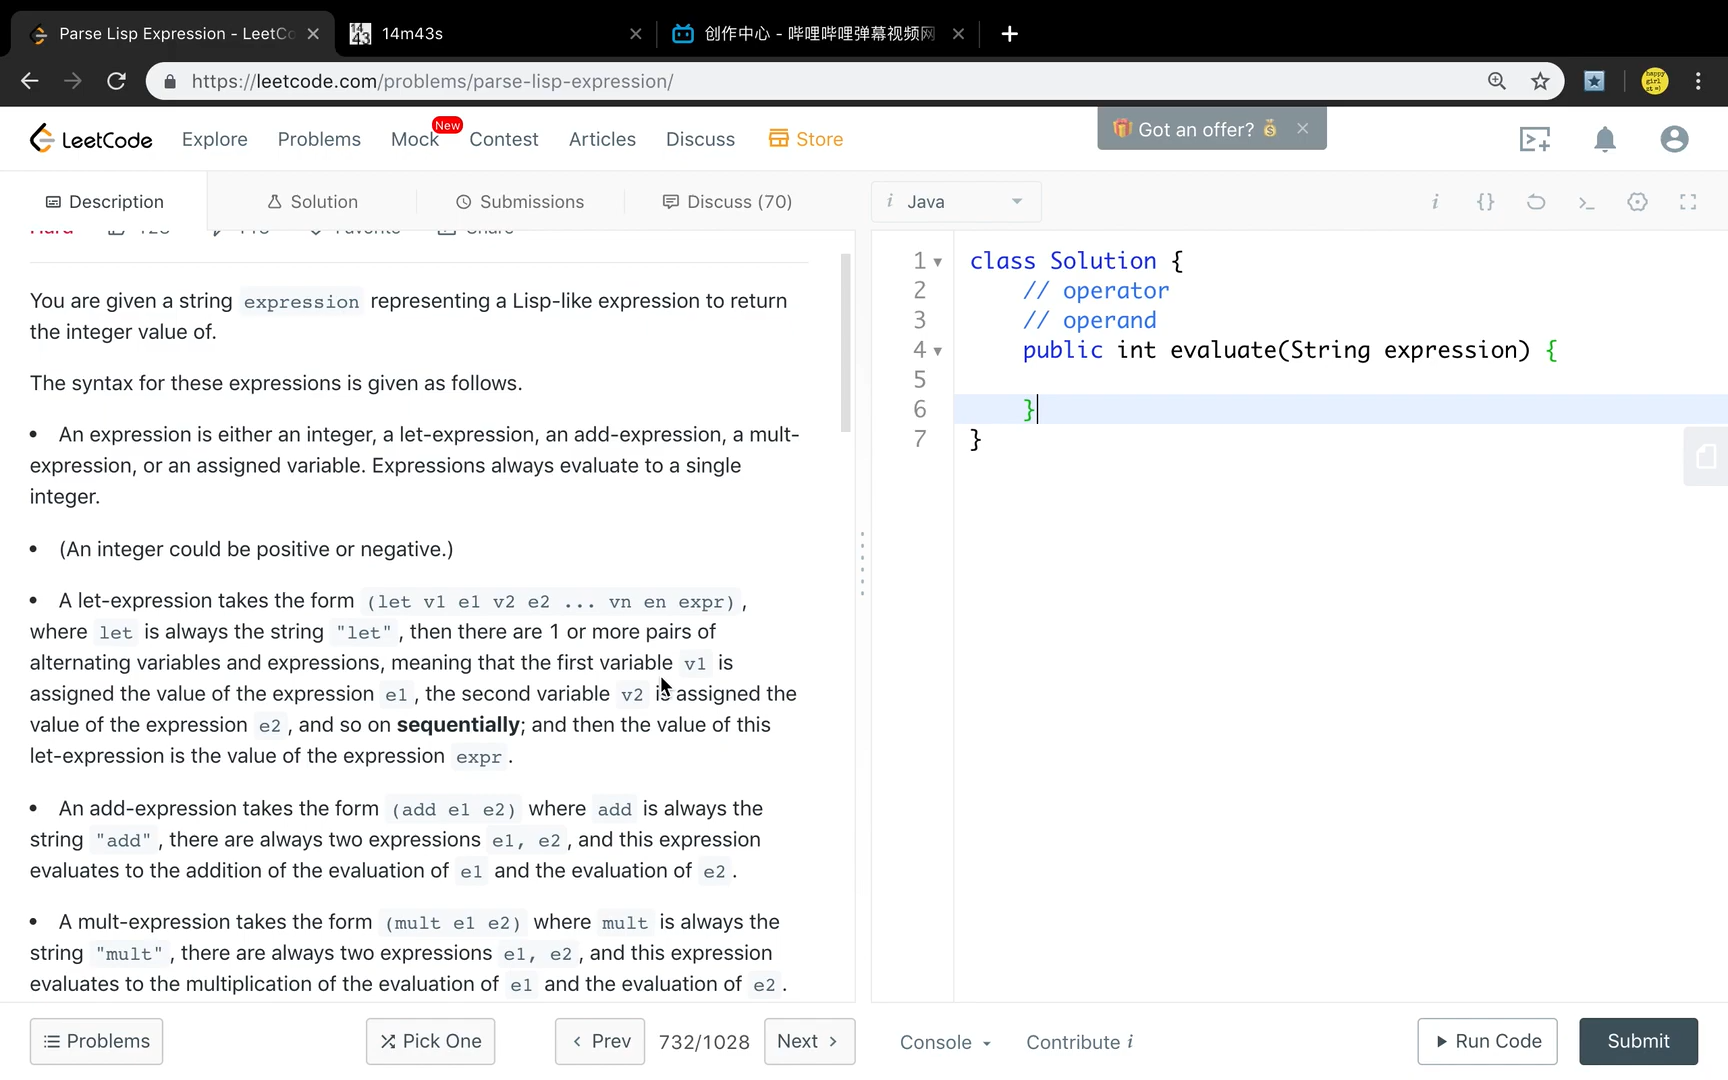 Parse Lisp Expression - LeetCo
14m43s
创作中心 - 哔哩哔哩弹幕视频网
https://leetcode.com/problems/parse-lisp-expression/
happy
girl
LeetCode
Explore
Problems
Mock
New
Contest
Articles
Discuss
Store
Got an offer?
Description
Solution
Submissions
Discuss (70)
i Java
You are given a string expression representing a Lisp-like expression to return
the integer value of.
The syntax for these expressions is given as follows.
• An expression is either an integer, a let-expression, an add-expression, a mult-
expression, or an assigned variable. Expressions always evaluate to a single
integer.
• (An integer could be positive or negative.)
• A let-expression takes the form (let v1 e1 v2 e2 ... vn en expr),
where let is always the string "let", then there are 1 or more pairs of
alternating variables and expressions, meaning that the first variable v1 is
assigned the value of the expression e1, the second variable v2 is assigned the
value of the expression e2, and so on sequentially; and then the value of this
let-expression is the value of the expression expr.
• An add-expression takes the form (add e1 e2) where add is always the
string "add", there are always two expressions e1, e2, and this expression
evaluates to the addition of the evaluation of e1 and the evaluation of e2.
• A mult-expression takes the form (mult e1 e2) where mult is always the
string "mult", there are always two expressions e1, e2, and this expression
evaluates to the multiplication of the evaluation of e1 and the evaluation of e2.
1 class Solution {
2 // operator
3 // operand
4 public int evaluate(String expression) {
5
6 }
7 }
Problems
Pick One
Prev
732/1028
Next
Console
Contribute i
Run Code
Submit